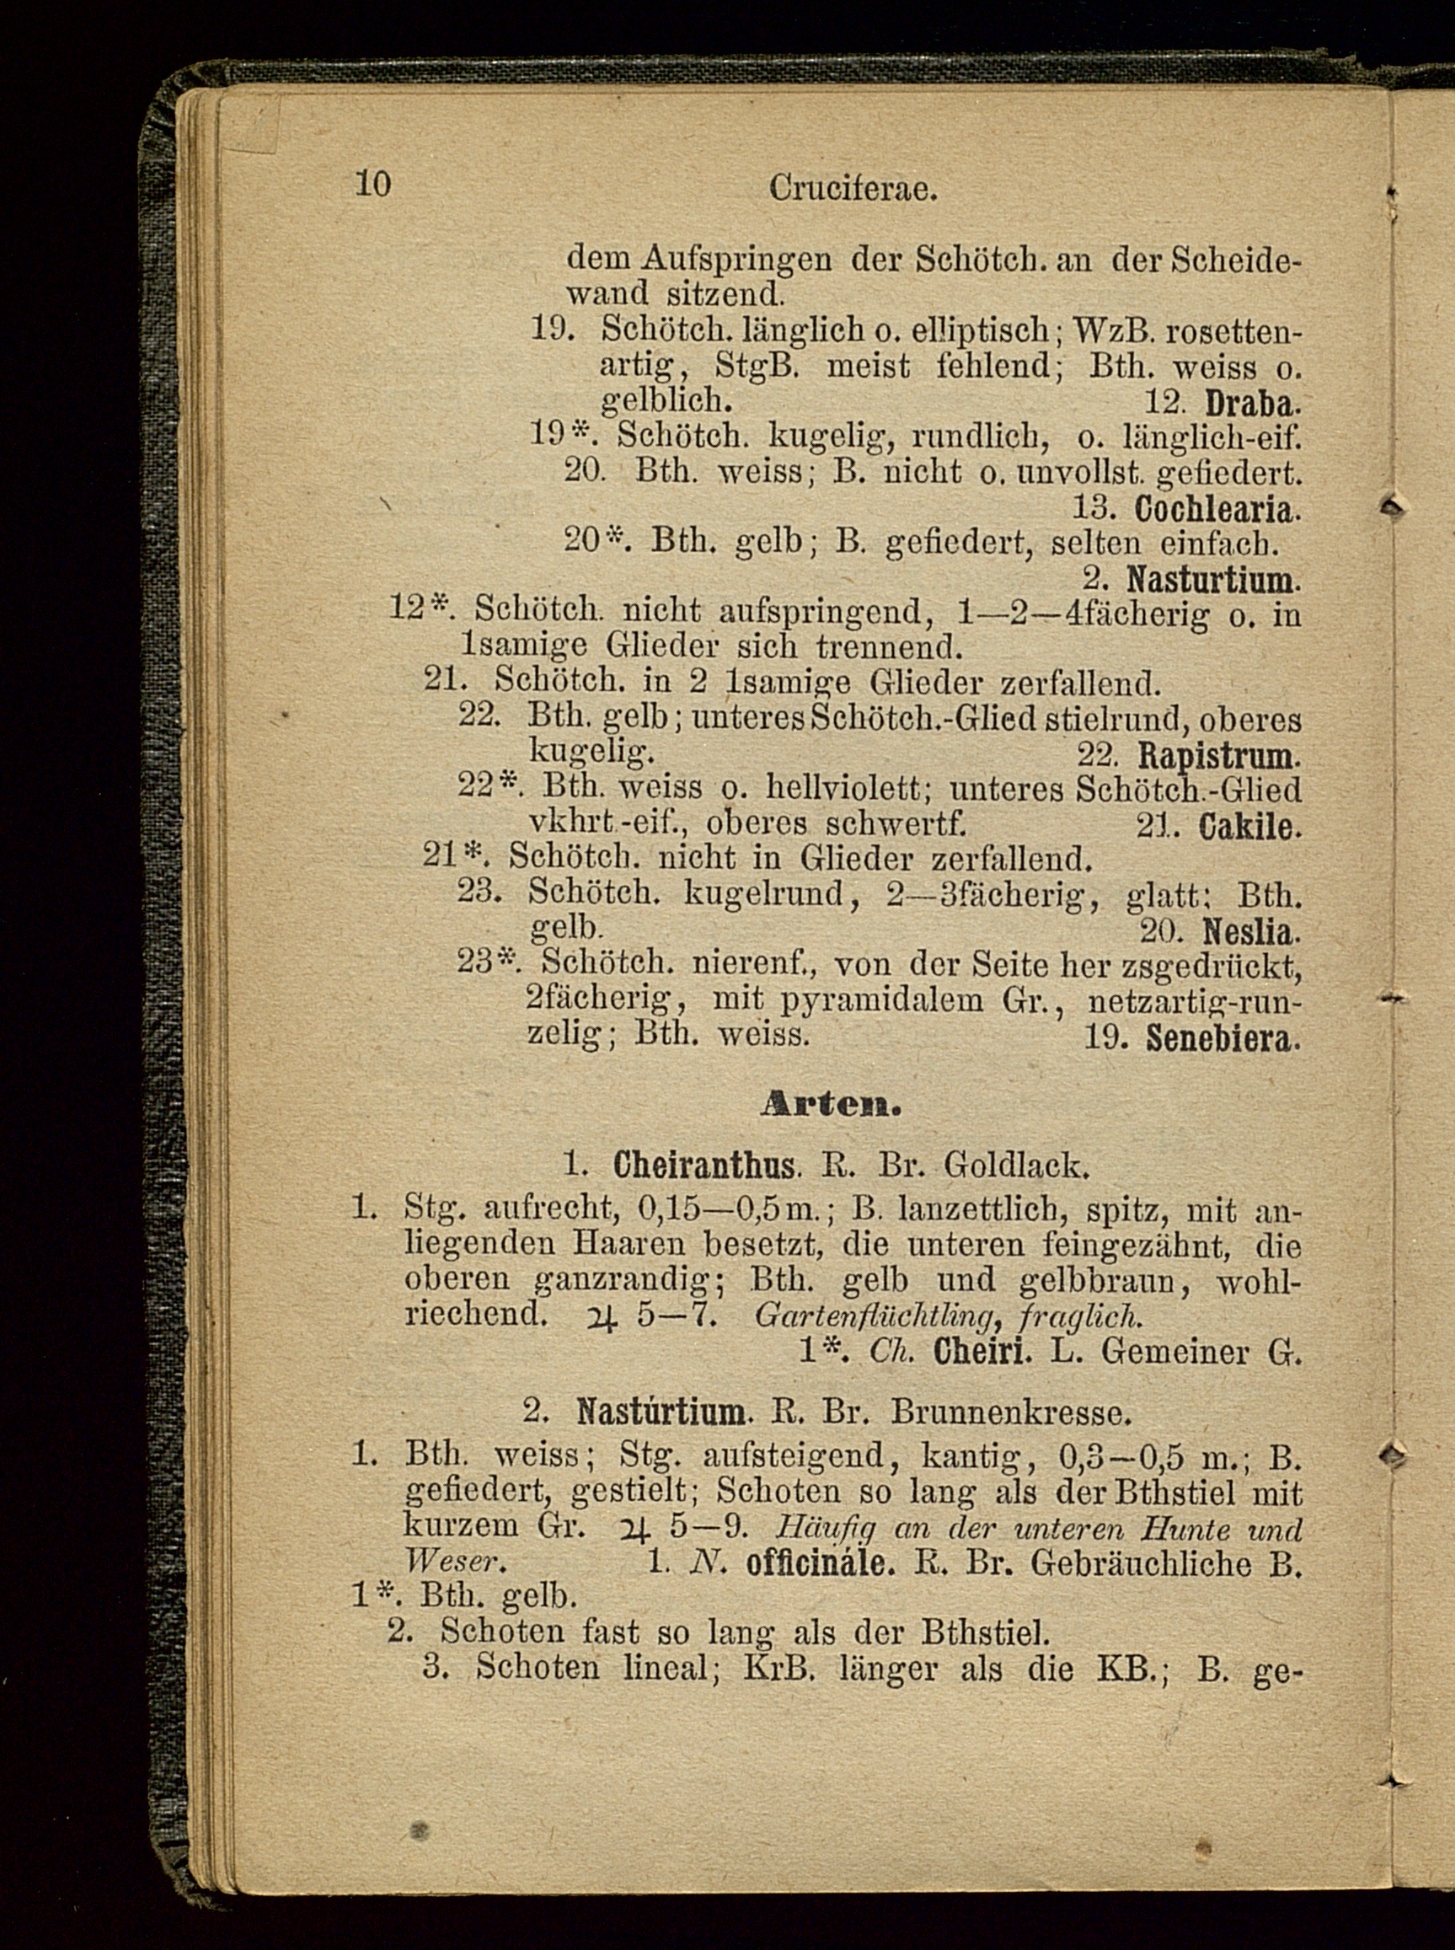 10
Cruciferae.
dem Aufspringen der Schötch. an der Scheide-
wand sitzend.
19. Schötch. länglich o. elliptisch; WzB. rosetten-
artig, StgB. meist fehlend; Bth. weiss o.
gelblich. 12. Draba.
19*. Schötch. kugelig, rundlich, o. länglich-eif.
20. Bth. weiss; B. nicht o. unvollst. gefiedert.
13. Cochlearia.
20*. Bth. gelb; B. gefiedert, selten einfach.
2. Nasturtium.
12*. Schötch. nicht aufspringend, 1—2—4fächerig o. in
1samige Glieder sich trennend.
21. Schötch. in 2 1samige Glieder zerfallend.
22. Bth. gelb; unteres Schötch.-Glied stielrund, oberes
kugelig. 22. Rapistrum.
22*. Bth. weiss o. hellviolett; unteres Schötch.-Glied
vkhrt.-eif., oberes schwertf. 21. Cakile.
21*. Schötch. nicht in Glieder zerfallend.
23. Schötch. kugelrund, 2—3fächerig, glatt; Bth.
gelb. 20. Neslia.
23*. Schötch. nierenf., von der Seite her zsgedrückt,
2fächerig, mit pyramidalem Gr., netzartig-run-
zelig; Bth. weiss. 19. Senebiera.
Arten.
1. Cheiranthus. R. Br. Goldlack.
1. Stg. aufrecht, 0,15—0,5 m.; B. lanzettlich, spitz, mit an-
liegenden Haaren besetzt, die unteren feingezähnt, die
oberen ganzrandig; Bth. gelb und gelbbraun, wohl-
riechend. ♃ 5—7. Gartenflüchtling, fraglich.
1*. Ch. Cheiri. L. Gemeiner G.
2. Nastúrtium. R. Br. Brunnenkresse.
1. Bth. weiss; Stg. aufsteigend, kantig, 0,3—0,5 m.; B.
gefiedert, gestielt; Schoten so lang als der Bthstiel mit
kurzem Gr. ♃ 5—9. Häufig an der unteren Hunte und
Weser. 1. N. officinále. R. Br. Gebräuchliche B.
1*. Bth. gelb.
2. Schoten fast so lang als der Bthstiel.
3. Schoten lineal; KrB. länger als die KB.; B. ge-